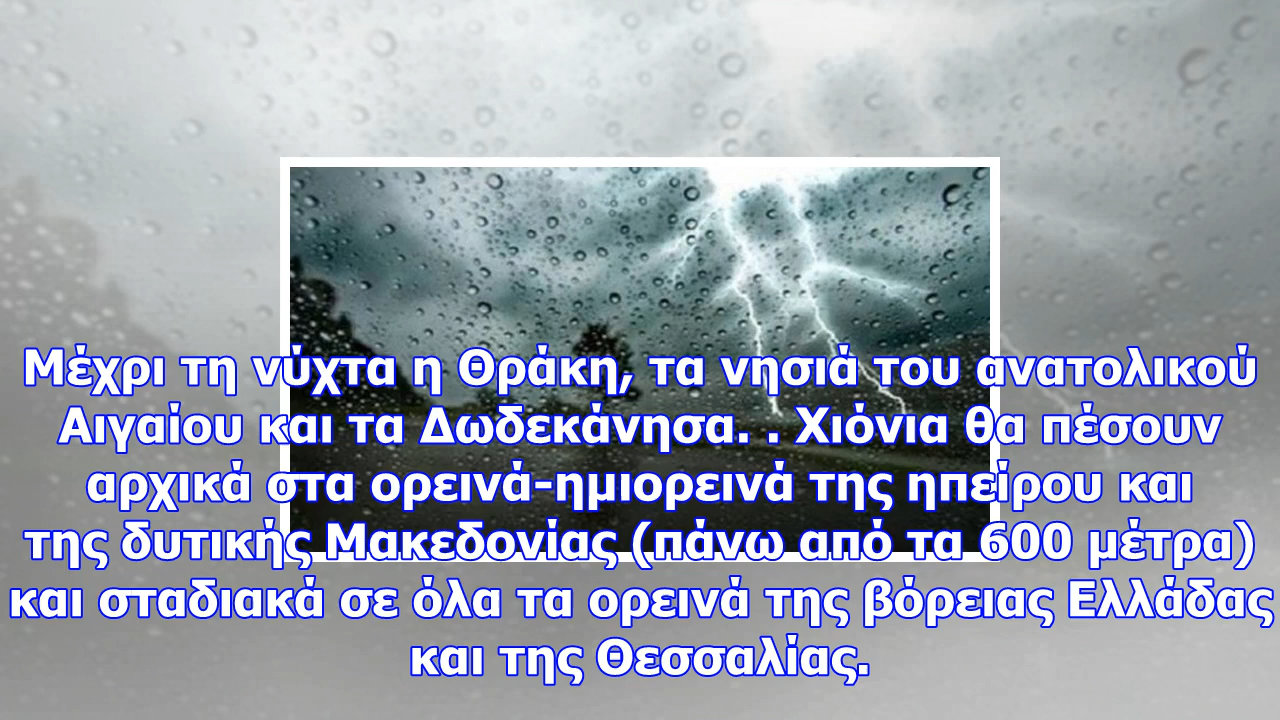 Μέχρι τη νύχτα η Θράκη, τα νησιά του ανατολικού
Αιγαίου και τα Δωδεκάνησα. . Χιόνια θα πέσουν
αρχικά στα ορεινά-ημιορεινά της ηπείρου και
της δυτικής Μακεδονίας (πάνω από τα 600 μέτρα)
και σταδιακά σε όλα τα ορεινά της βόρειας Ελλάδας
και της Θεσσαλίας.